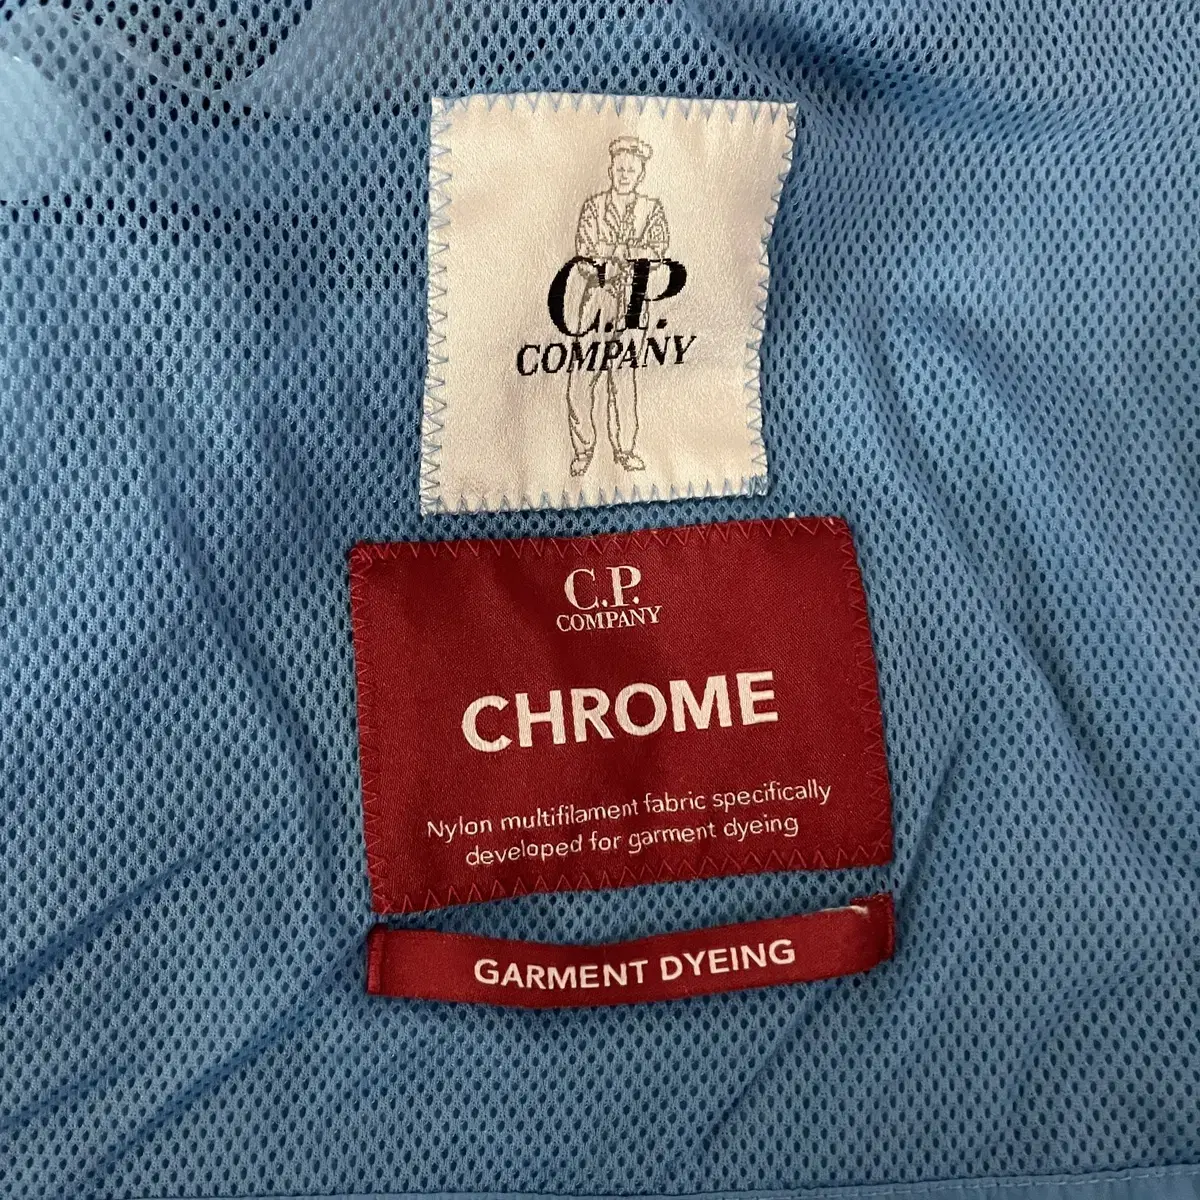 C.P.
COMPANY
C.P.
COMPANY
CHROME
Nylon multifilament fabric specifically
developed for garment dyeing
GARMENT DYEING